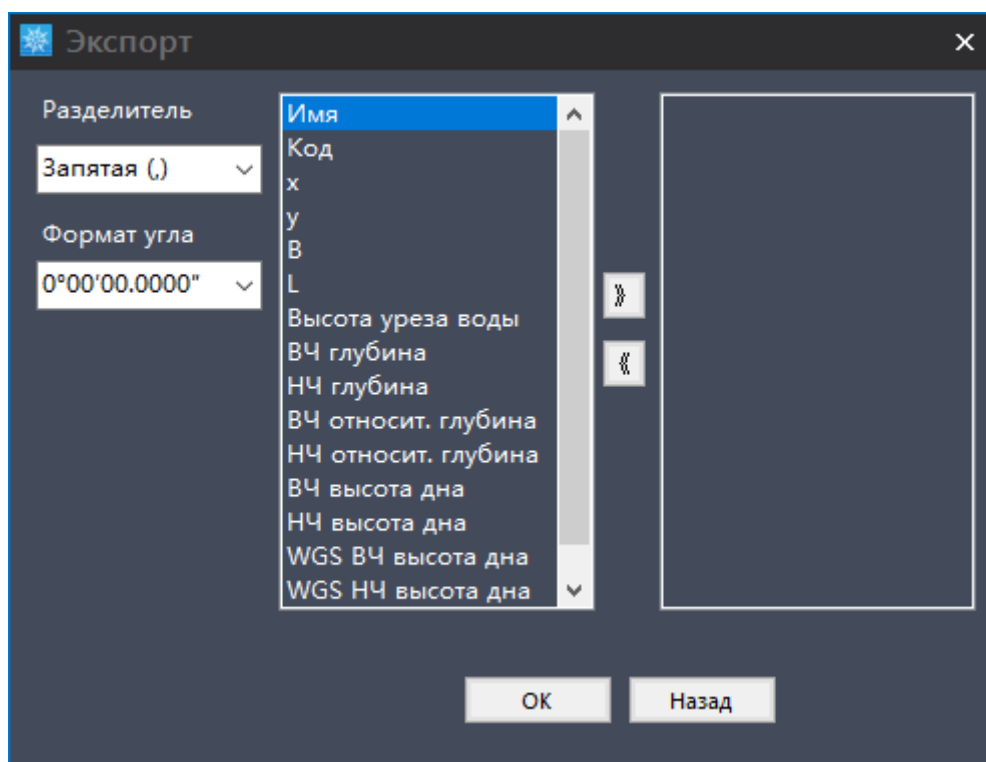 Экспорт
Разделитель
Запятая (,)
Формат угла
0°00'00.0000"
Имя
Код
x
y
B
L
Высота уреза воды
ВЧ глубина
НЧ глубина
ВЧ относит. глубина
НЧ относит. глубина
ВЧ высота дна
НЧ высота дна
WGS ВЧ высота дна
WGS НЧ высота дна
》
《
OK
Назад